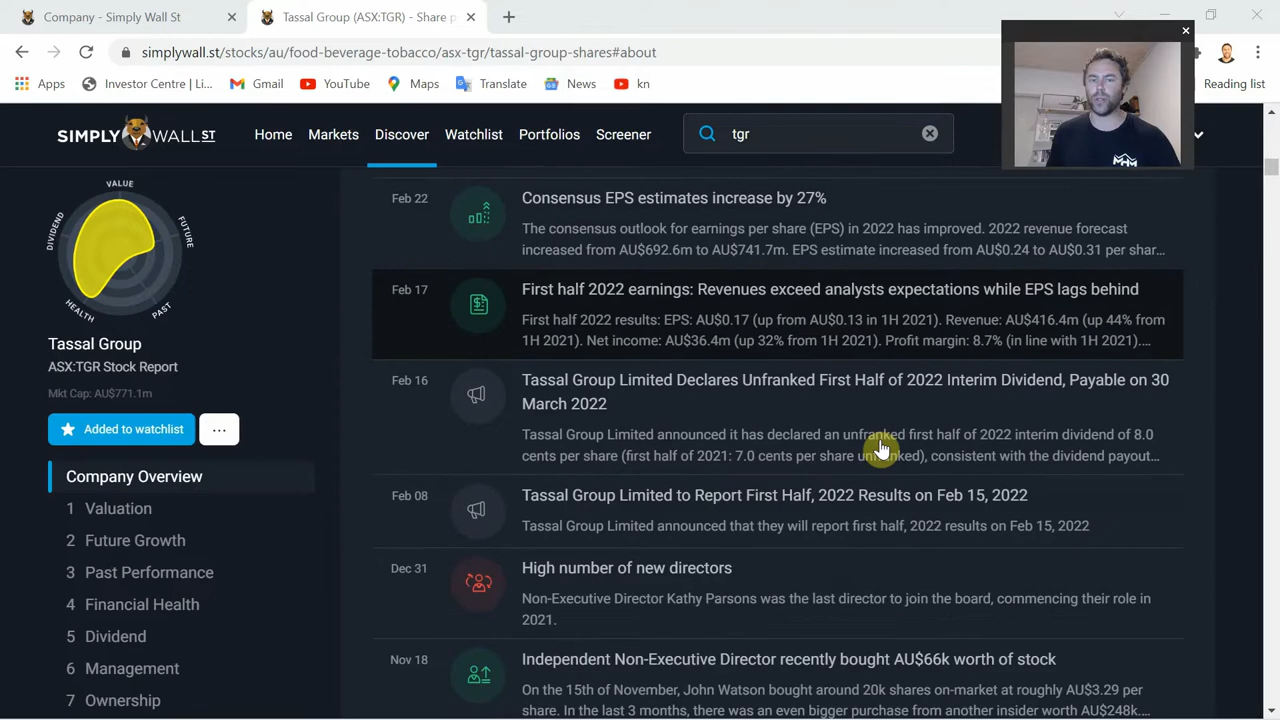 Company - Simply Wall St
Tassal Group (ASX:TGR) - Share p
simplywall.st/stocks/au/food-beverage-tobacco/asx-tgr/tassal-group-shares#about
Apps
Investor Centre | Li...
Gmail
YouTube
Maps
Translate
News
kn
Reading list
SIMPLY WALL ST
Home
Markets
Discover
Watchlist
Portfolios
Screener
tgr
VALUE
FUTURE
PAST
HEALTH
DIVIDEND
Tassal Group
ASX:TGR Stock Report
Mkt Cap: AU$771.1m
Added to watchlist
...
Company Overview
1 Valuation
2 Future Growth
3 Past Performance
4 Financial Health
5 Dividend
6 Management
7 Ownership
Feb 22
Consensus EPS estimates increase by 27%
The consensus outlook for earnings per share (EPS) in 2022 has improved. 2022 revenue forecast
increased from AU$692.6m to AU$741.7m. EPS estimate increased from AU$0.24 to AU$0.31 per shar...
Feb 17
First half 2022 earnings: Revenues exceed analysts expectations while EPS lags behind
First half 2022 results: EPS: AU$0.17 (up from AU$0.13 in 1H 2021). Revenue: AU$416.4m (up 44% from
1H 2021). Net income: AU$36.4m (up 32% from 1H 2021). Profit margin: 8.7% (in line with 1H 2021)....
Feb 16
Tassal Group Limited Declares Unfranked First Half of 2022 Interim Dividend, Payable on 30
March 2022
Tassal Group Limited announced it has declared an unfranked first half of 2022 interim dividend of 8.0
cents per share (first half of 2021: 7.0 cents per share unfranked), consistent with the dividend payout...
Feb 08
Tassal Group Limited to Report First Half, 2022 Results on Feb 15, 2022
Tassal Group Limited announced that they will report first half, 2022 results on Feb 15, 2022
Dec 31
High number of new directors
Non-Executive Director Kathy Parsons was the last director to join the board, commencing their role in
2021.
Nov 18
Independent Non-Executive Director recently bought AU$66k worth of stock
On the 15th of November, John Watson bought around 20k shares on-market at roughly AU$3.29 per
share. In the last 3 months, there was an even bigger purchase from another insider worth AU$248k....